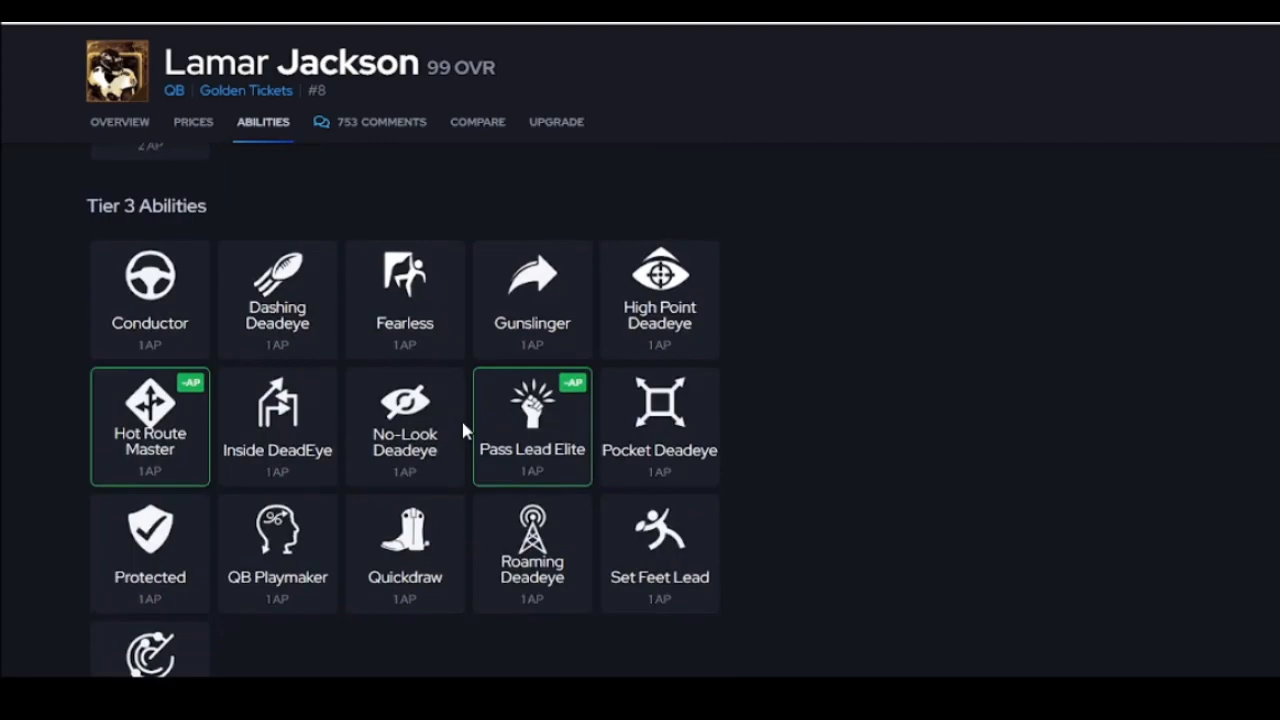 Lamar Jackson 99 OVR
QB Golden Tickets #8
OVERVIEW PRICES ABILITIES 753 COMMENTS COMPARE UPGRADE
2 AP
Tier 3 Abilities
Conductor
1 AP
Dashing
Deadeye
1 AP
Fearless
1 AP
Gunslinger
1 AP
High Point
Deadeye
1 AP
-AP
Hot Route
Master
1 AP
Inside DeadEye
1 AP
No-Look
Deadeye
1 AP
-AP
Pass Lead Elite
1 AP
Pocket Deadeye
1 AP
Protected
1 AP
96
QB Playmaker
1 AP
Quickdraw
1 AP
Roaming
Deadeye
1 AP
Set Feet Lead
1 AP